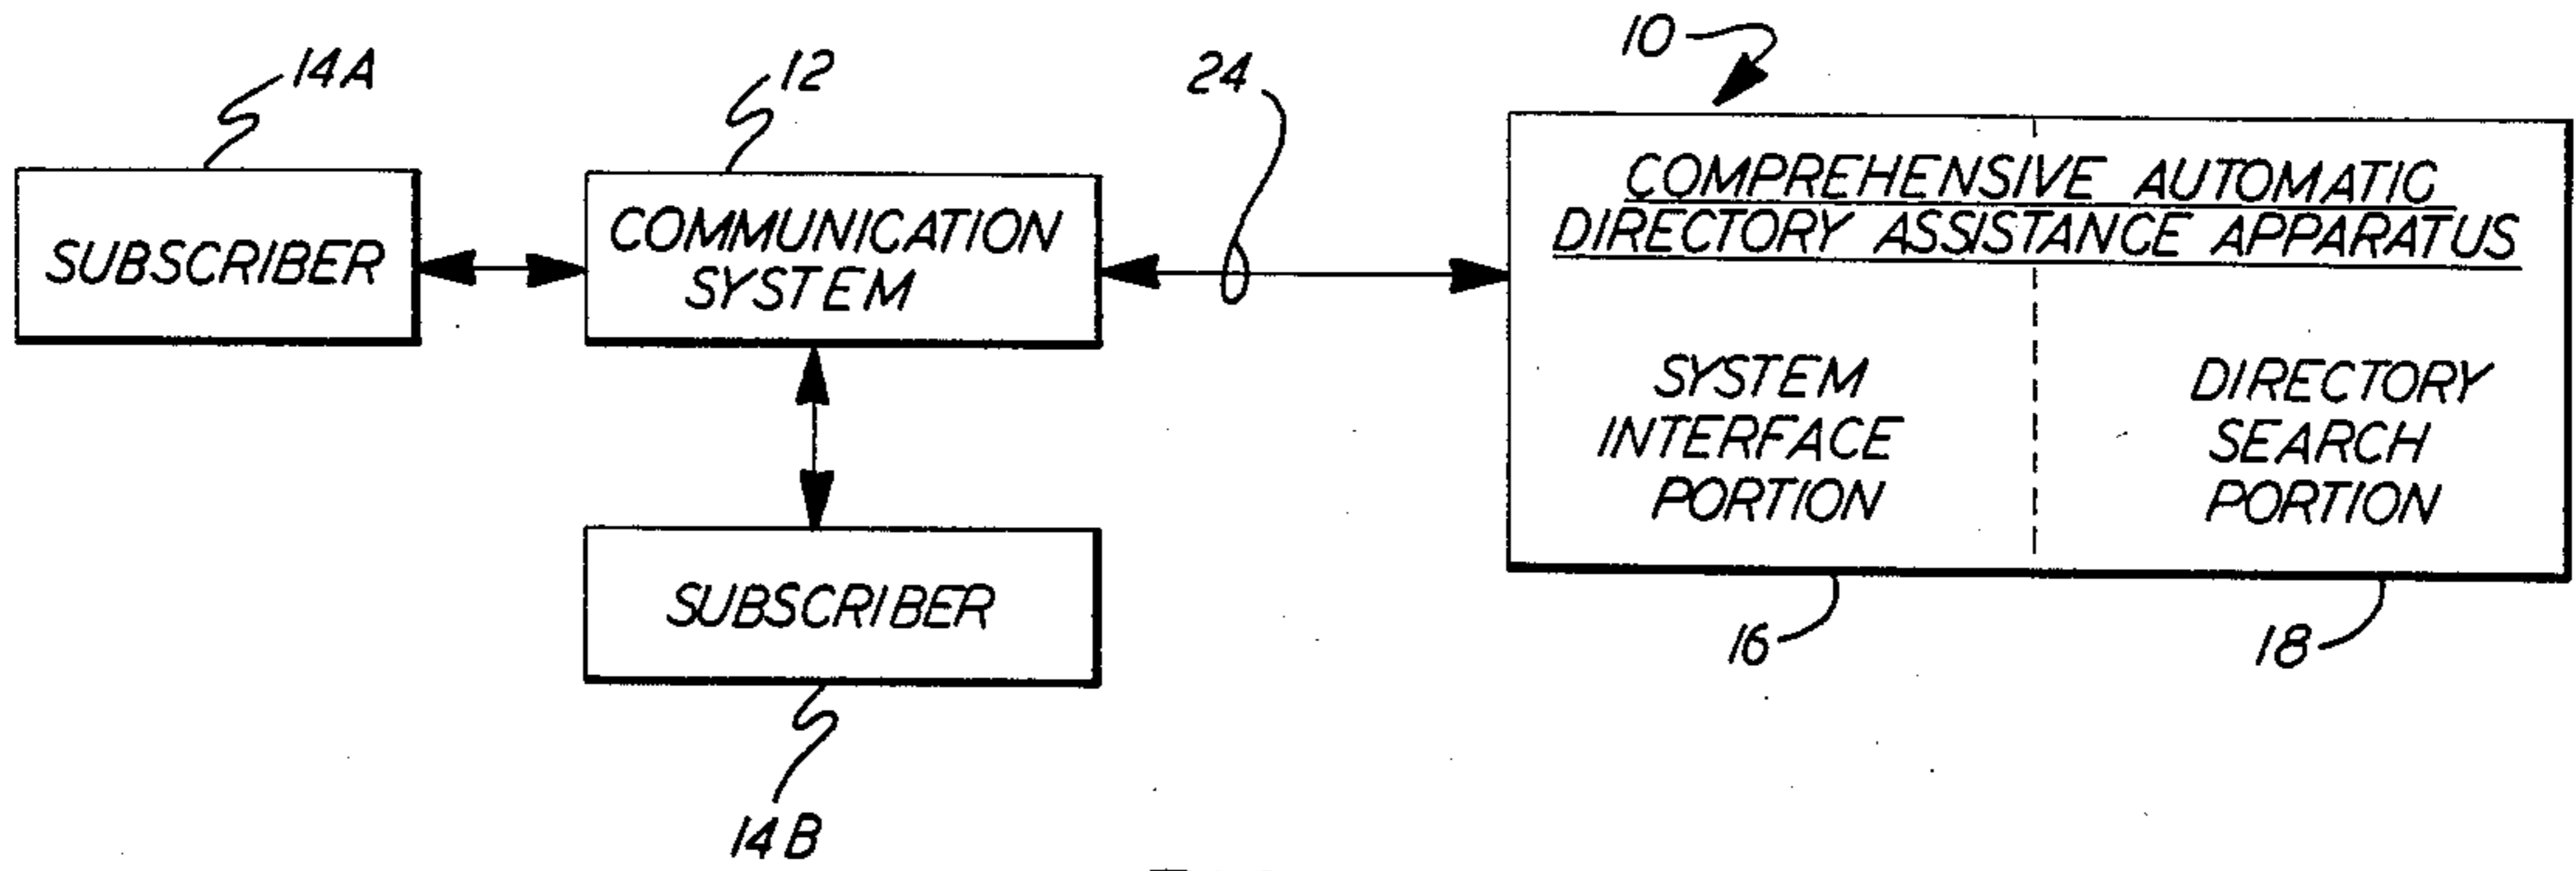 14A
12
24
10
SUBSCRIBER
COMMUNICATION
SYSTEM
COMPREHENSIVE AUTOMATIC
DIRECTORY ASSISTANCE APPARATUS
SYSTEM
INTERFACE
PORTION
DIRECTORY
SEARCH
PORTION
SUBSCRIBER
16
18
14B